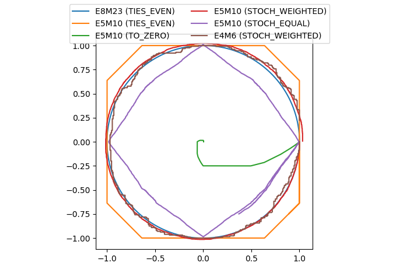 E8M23 (TIES_EVEN)
E5M10 (TIES_EVEN)
E5M10 (TO_ZERO)
E5M10 (STOCH_WEIGHTED)
E5M10 (STOCH_EQUAL)
E4M6 (STOCH_WEIGHTED)
1.00
0.75
0.50
0.25
0.00
−0.25
−0.50
−0.75
−1.00
−1.0 −0.5 0.0 0.5 1.0